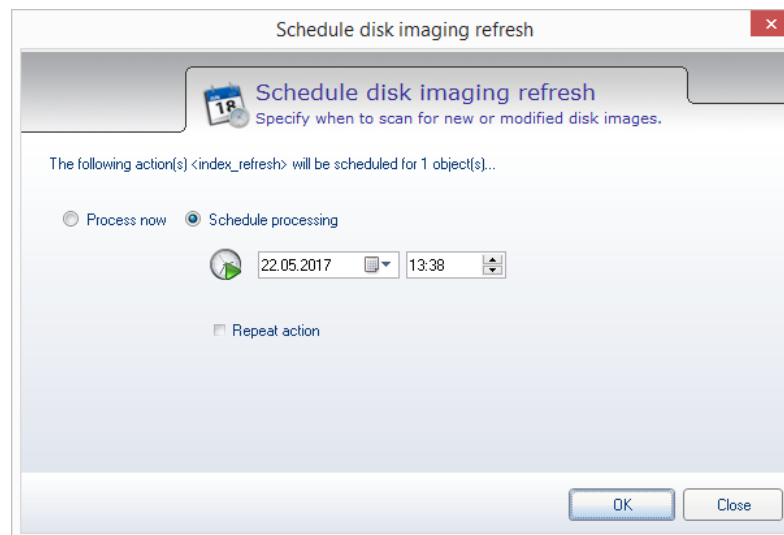 Schedule disk imaging refresh
18
Schedule disk imaging refresh
Specify when to scan for new or modified disk images.
The following action(s) <index_refresh> will be scheduled for 1 object(s)...
Process now Schedule processing
22.05.2017 13:38
Repeat action
OK Close